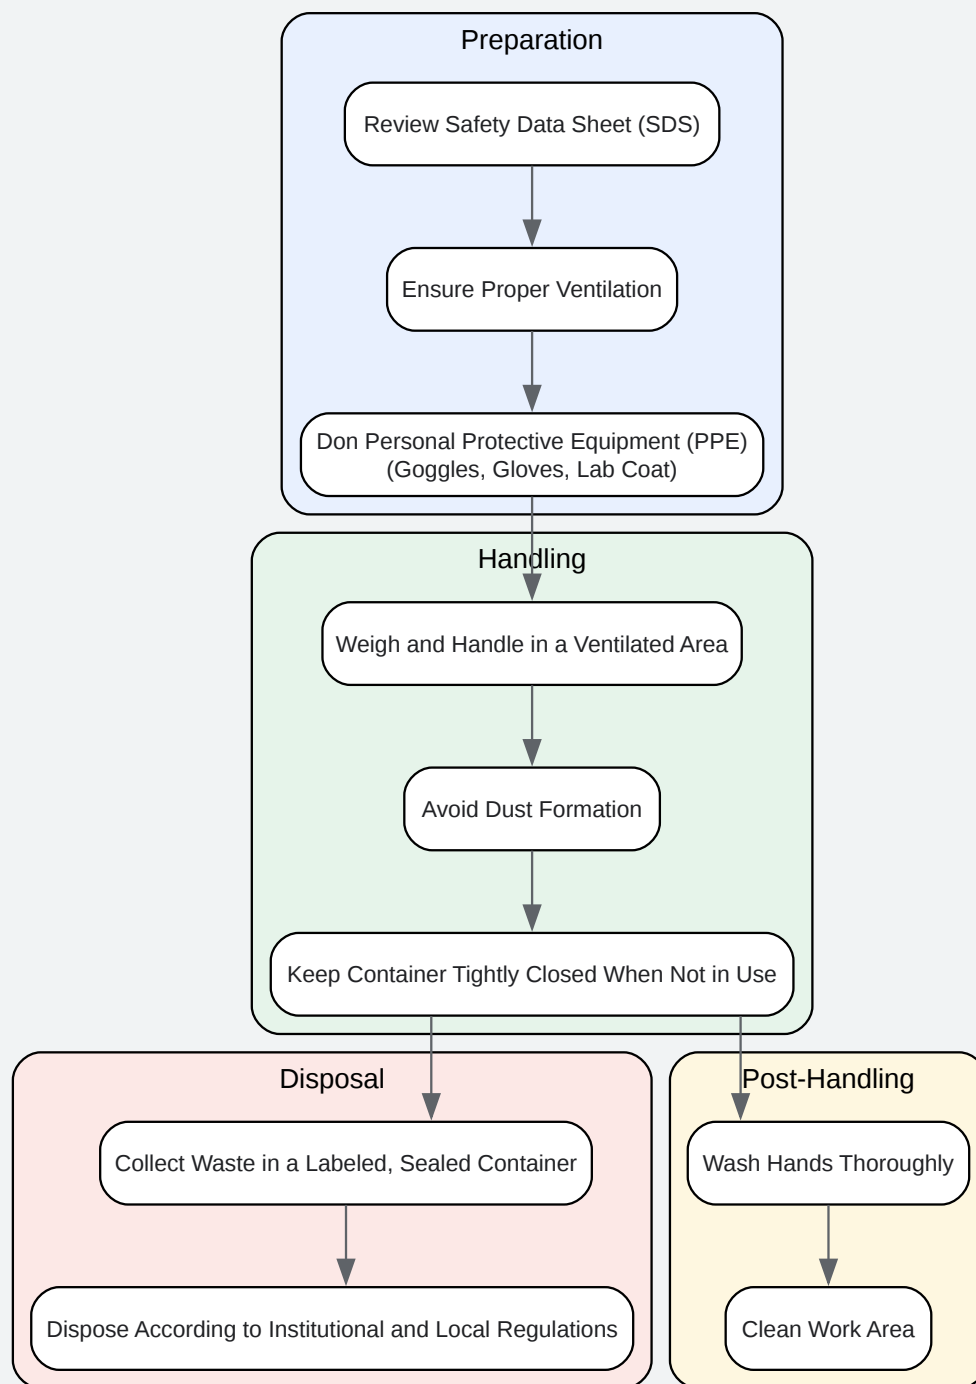 Preparation
Review Safety Data Sheet (SDS)
Ensure Proper Ventilation
Don Personal Protective Equipment (PPE)
(Goggles, Gloves, Lab Coat)
Handling
Weigh and Handle in a Ventilated Area
Avoid Dust Formation
Keep Container Tightly Closed When Not in Use
Disposal
Collect Waste in a Labeled, Sealed Container
Dispose According to Institutional and Local Regulations
Post-Handling
Wash Hands Thoroughly
Clean Work Area